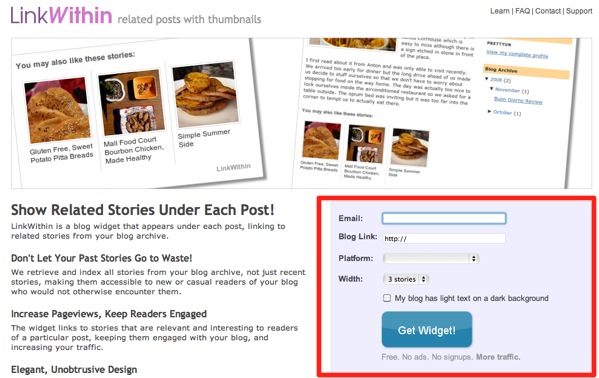 LinkWithin related posts with thumbnails
Learn | FAQ | Contact | Support
You may also like these stories:
Gluten Free, Sweet
Potato Pitta Breads
Mall Food Court
Bourbon Chicken,
Made Healthy
Simple Summer
Side
LinkWithin
easy to miss although there is
a sign etched in stone in front
of it.
I read about it from Anton and was only able to visit recently.
We arrived too early for dinner but the long drive ahead of us made
us decide to stuff ourselves so that we don't have to worry about
stopping for food on the way home. The day was actually too nice to
lock ourselves inside the airconditioned restaurant so we asked for a
table outside. The opium bed was inviting but it was too far into the
corner to tempt us to actually eat there.
You may also like these stories:
Gluten Free, Sweet
Potato Pitta Breads
Mall Food Court
Bourbon Chicken,
Made Healthy
Simple Summer
Side
LinkWithin
PRETTYUN
View my complete profile
Blog Archive
▼ 2008 (2)
▼ November (1)
Buon Giorno Review
► October (1)
Show Related Stories Under Each Post!
LinkWithin is a blog widget that appears under each post, linking to
related stories from your blog archive.
Don't Let Your Past Stories Go to Waste!
We retrieve and index all stories from your blog archive, not just recent
stories, making them accessible to new or casual readers of your blog
who would not otherwise encounter them.
Increase Pageviews, Keep Readers Engaged
The widget links to stories that are relevant and interesting to readers
of a particular post, keeping them engaged with your blog, and
increasing your traffic.
Elegant, Unobtrusive Design
Email:
Blog Link: http://
Platform:
Width: 3 stories
My blog has light text on a dark background
Get Widget!
Free. No ads. No signups. More traffic.